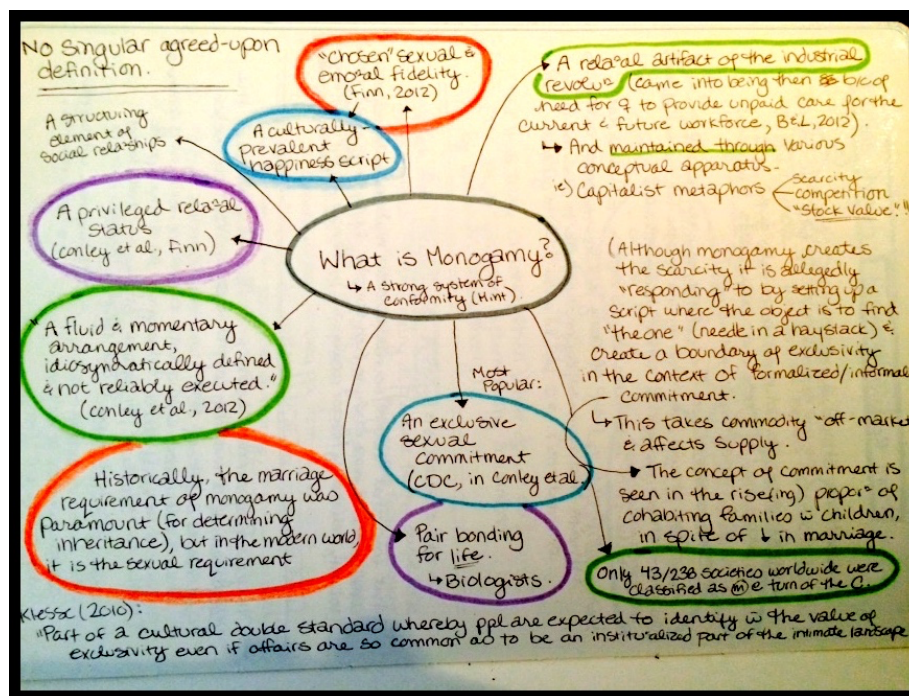 No singular agreed-upon
definition.
"Chosen" sexual &
emo♀al fidelity.
(Finn, 2012)
A culturally
prevalent
happiness script
A structuring
element of
social rela♀ships
A privileged rela♀al
status
(Conley et al., Finn)
What is Monogamy?
↳ A strong system of
conformity (Mint).
"A fluid & momentary
arrangement,
idiosyncratically defined
& not reliably executed."
(Conley et al., 2012)
Historically, the marriage
requirement of monogamy was
paramount (for determining
inheritance), but in the modern world,
it is the sexual requirement
Most
Popular:
An exclusive
sexual
commitment
(CDC, in Conley et al.
Pair bonding
for life.
↳ Biologists.
A rela♀al artifact of the industrial
(came into being then b/c of
need for ♀ to provide unpaid care for the
current & future workforce, B&L, 2012).
↳ And maintained through various
conceptual apparatus.
ie) Capitalist metaphors
scarcity
competition
"stock value"!!
(Although monogamy creates
the scarcity it is allegedly
"responding" to by setting up a
script where the object is to find
"the one" (needle in a haystack) &
create a boundary of exclusivity
in the context of formalized/informal
commitment.
↳ This takes commodity "off-market
& affects supply.
The concept of commitment is
seen in the rise(ing) of
cohabiting families w̄ children,
in spite of ↓ in marriage.
Only 43/238 societies worldwide were
classified as ⓜ @ turn of the C.
(2010):
"Part of a cultural double standard whereby ppl are expected to identify w̄ the value of
exclusivity even if affairs are so common as to be an part of the intimate landscape